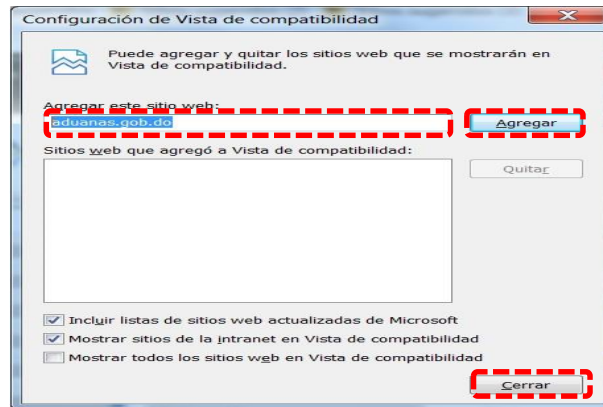 Configuración de Vista de compatibilidad
Puede agregar y quitar los sitios web que se mostrarán en
Vista de compatibilidad.
Agregar este sitio web:
aduanas.gob.do
Agregar
Sitios web que agregó a Vista de compatibilidad:
Quitar
Incluir listas de sitios web actualizadas de Microsoft
Mostrar sitios de la intranet en Vista de compatibilidad
Mostrar todos los sitios web en Vista de compatibilidad
Cerrar